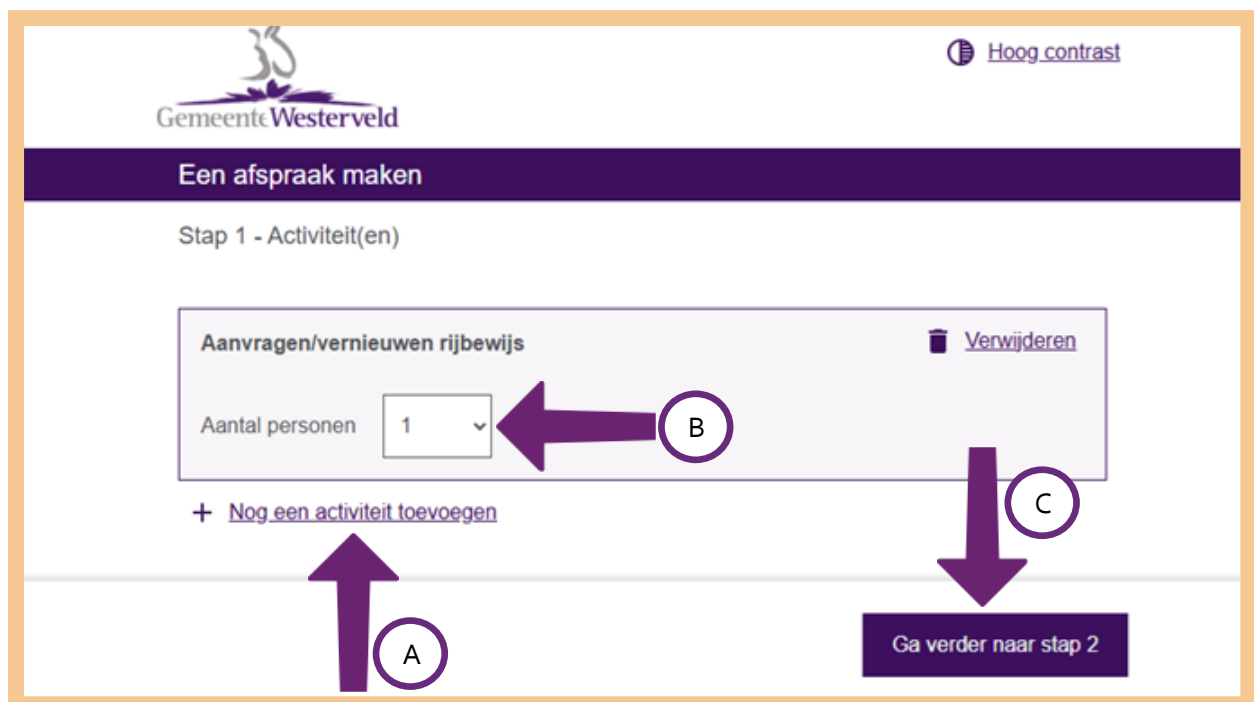 Hoog contrast
Gemeente Westerveld
Een afspraak maken
Stap 1 - Activiteit(en)
Aanvragen/vernieuwen rijbewijs
Verwijderen
Aantal personen 1
B
+ Nog een activiteit toevoegen
C
A
Ga verder naar stap 2